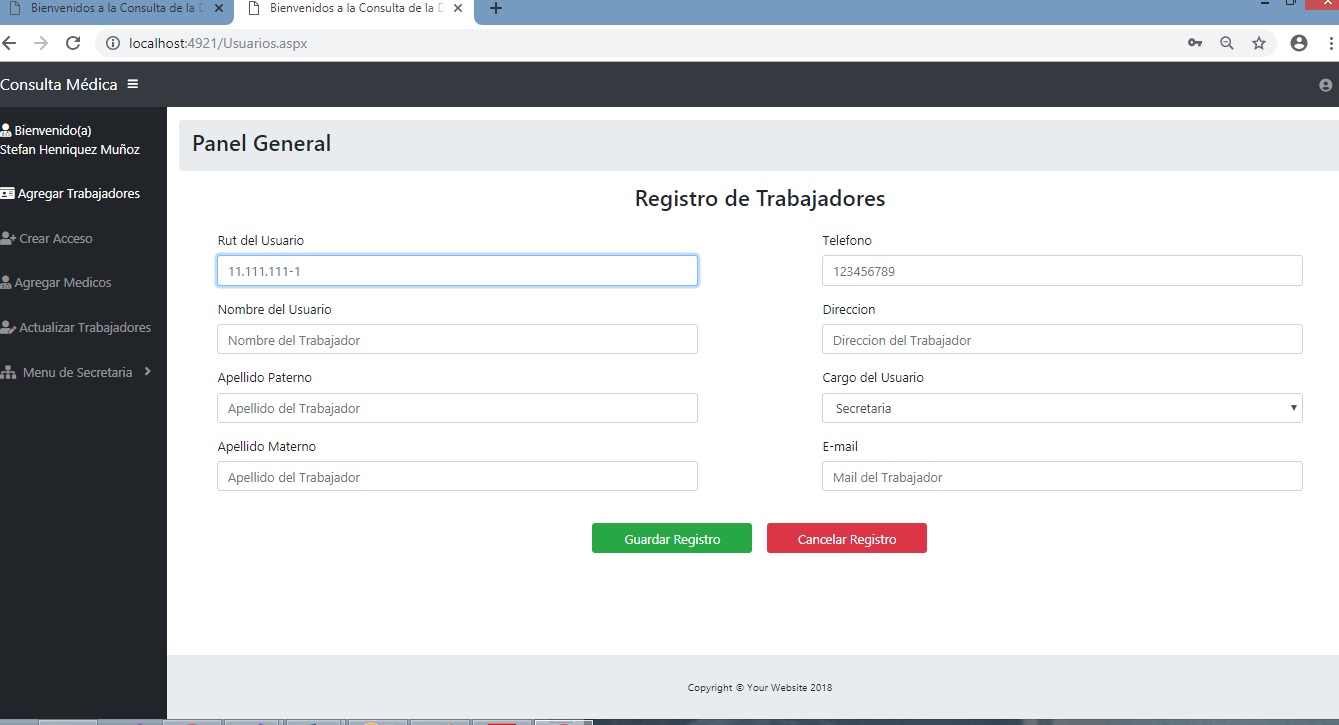 Bienvenidos a la Consulta de la D
Bienvenidos a la Consulta de la D
localhost:4921/Usuarios.aspx
Consulta Médica
Bienvenido(a)
Stefan Henriquez Muñoz
Agregar Trabajadores
Crear Acceso
Agregar Medicos
Actualizar Trabajadores
Menu de Secretaria
Panel General
Registro de Trabajadores
Rut del Usuario
11.111.111-1
Nombre del Usuario
Nombre del Trabajador
Apellido Paterno
Apellido del Trabajador
Apellido Materno
Apellido del Trabajador
Telefono
123456789
Direccion
Direccion del Trabajador
Cargo del Usuario
Secretaria
E-mail
Mail del Trabajador
Guardar Registro
Cancelar Registro
Copyright © Your Website 2018